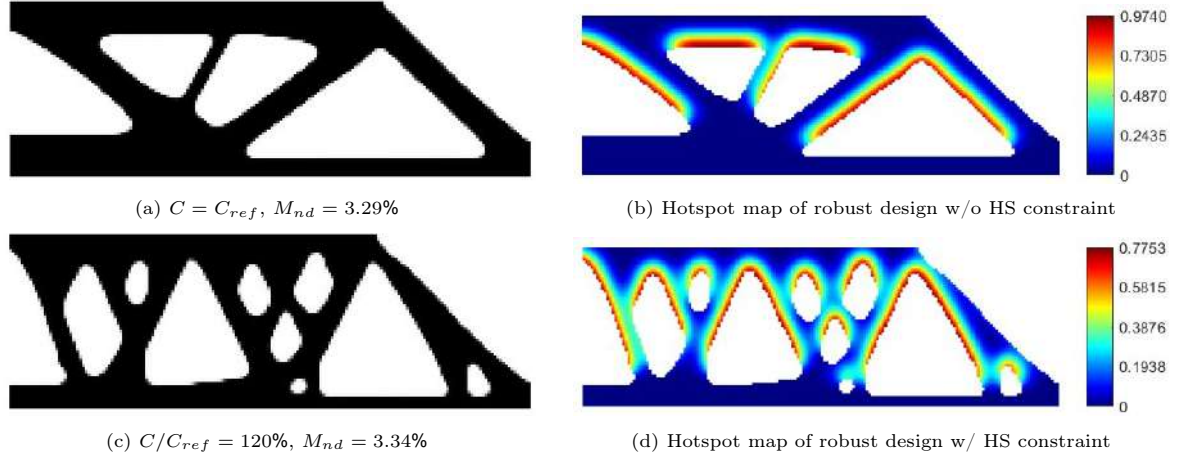 0.9740
0.7305
0.4870
0.2435
0
(a) C = C_ref, M_nd = 3.29%
(b) Hotspot map of robust design w/o HS constraint
0.7753
0.5815
0.3876
0.1938
0
(c) C/C_ref = 120%, M_nd = 3.34%
(d) Hotspot map of robust design w/ HS constraint